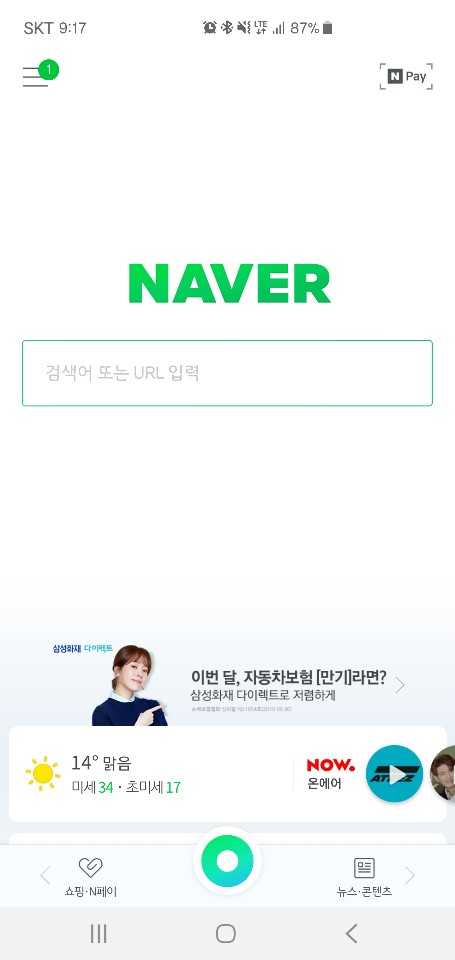 SKT 9:17
LTE
87%
1
N Pay
NAVER
검색어 또는 URL 입력
삼성화재 다이렉트
이번 달, 자동차보험 [만기]라면?
삼성화재 다이렉트로 저렴하게
14° 맑음
미세 34 · 초미세 17
NOW.
온에어
ATEEZ
쇼핑·N페이
뉴스·콘텐츠